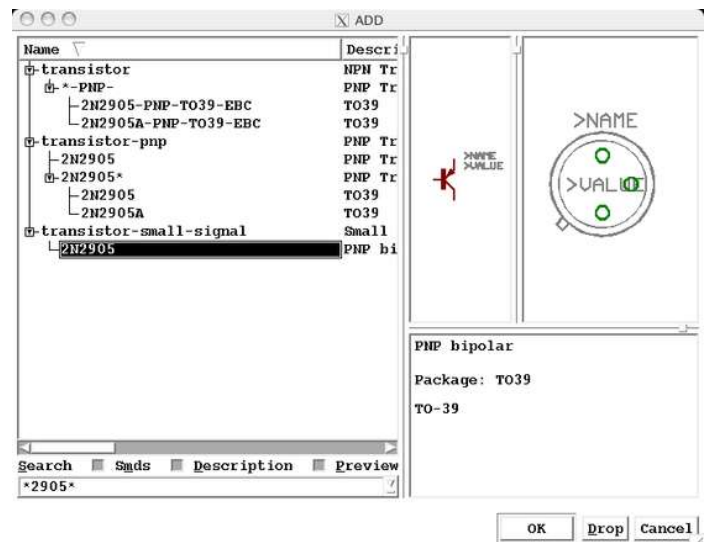 ADD
Name Descri
transistor NPN Tr
*-PNP- PNP Tr
2N2905-PNP-TO39-EBC TO39
2N2905A-PNP-TO39-EBC TO39
transistor-pnp PNP Tr
2N2905 PNP Tr
2N2905* PNP Tr
2N2905 TO39
2N2905A TO39
transistor-small-signal Small
2N2905 PNP bi
>NAME
>VALUE
>NAME
>VALUE
PNP bipolar
Package: TO39
TO-39
Search Smds Description Preview
*2905*
OK Drop Cancel